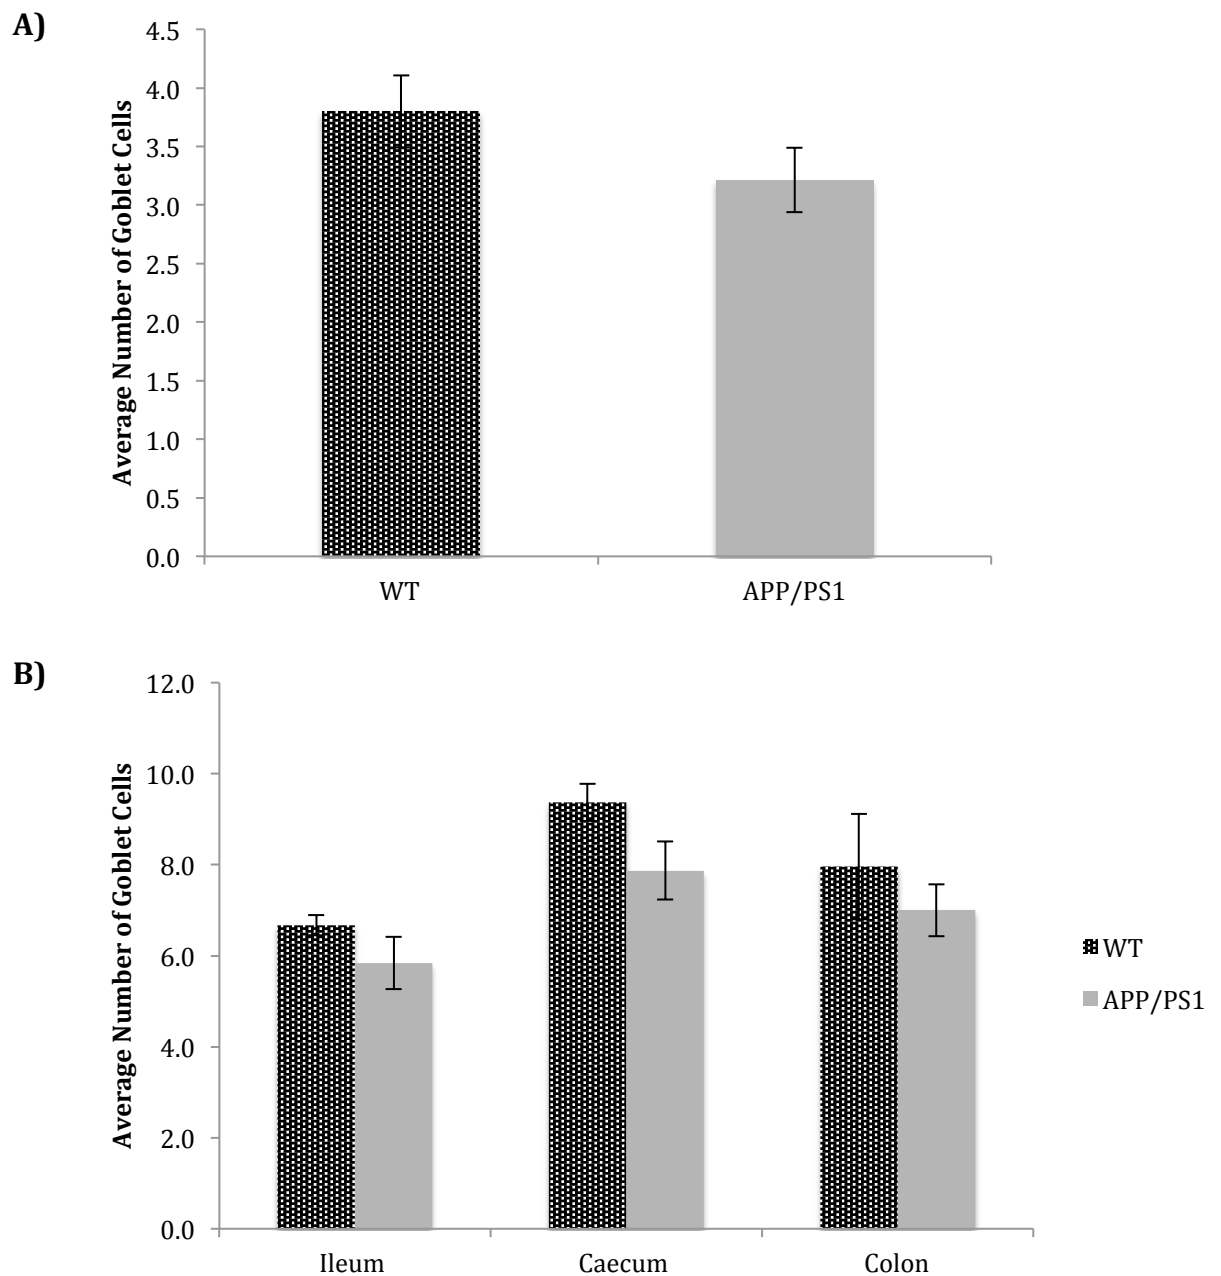 A)
Average Number of Goblet Cells
4.5
4.0
3.5
3.0
2.5
2.0
1.5
1.0
0.5
0.0
WT
APP/PS1
B)
Average Number of Goblet Cells
12.0
10.0
8.0
6.0
4.0
2.0
0.0
Ileum
Caecum
Colon
WT
APP/PS1